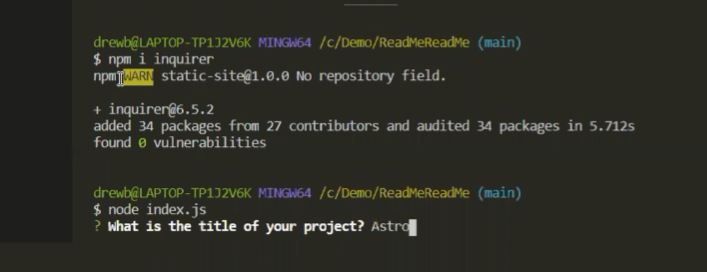 drewb@LAPTOP-TP1J2V6K MINGW64 /c/Demo/ReadMeReadMe (main)
$ npm i inquirer
npm WARN static-site@1.0.0 No repository field.
+ inquirer@6.5.2
added 34 packages from 27 contributors and audited 34 packages in 5.712s
found 0 vulnerabilities
drewb@LAPTOP-TP1J2V6K MINGW64 /c/Demo/ReadMeReadMe (main)
$ node index.js
? What is the title of your project? Astro